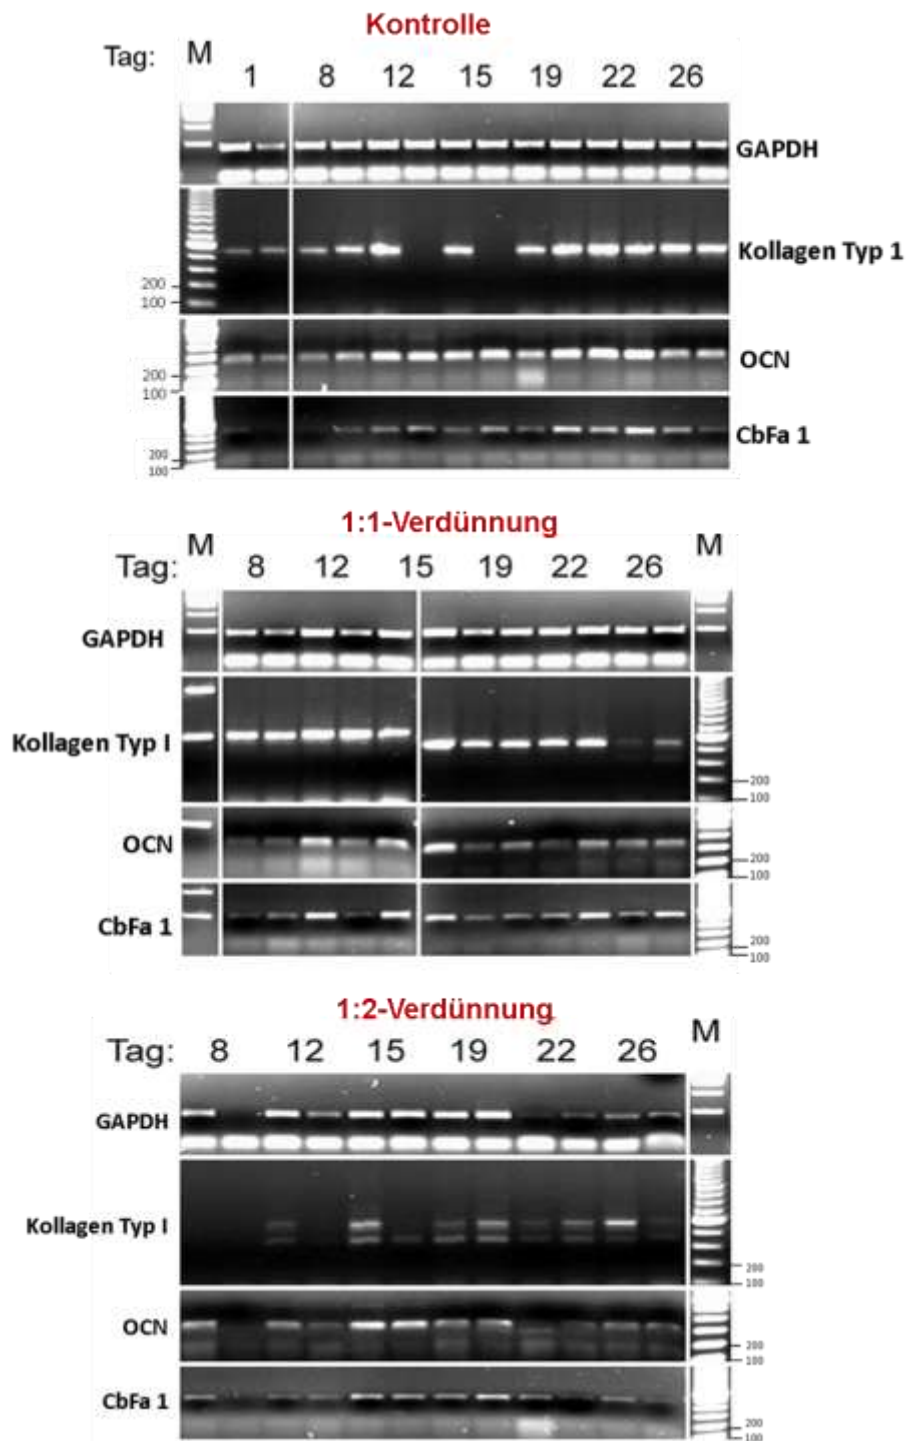 Kontrolle
Tag: M
1 8 12 15 19 22 26
GAPDH
Kollagen Typ 1
200
100
OCN
200
100
CbFa 1
200
100
1:1-Verdünnung
M M
Tag: 8 12 15 19 22 26
GAPDH
Kollagen Typ I
200
100
OCN
200
100
CbFa 1
200
100
1:2-Verdünnung
M
Tag: 8 12 15 19 22 26
GAPDH
Kollagen Typ I
200
100
OCN
200
100
CbFa 1
200
100